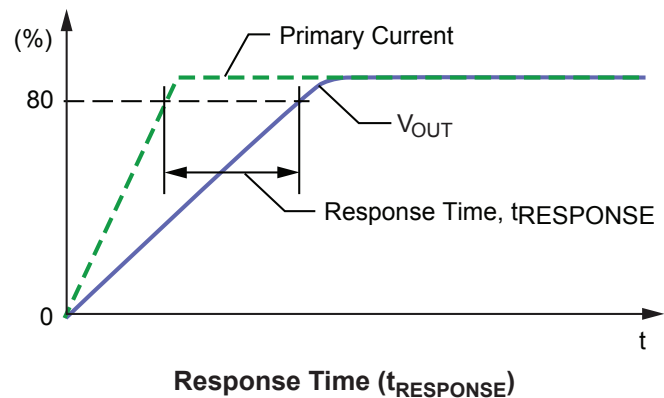 (%)
Primary Current
80
VOUT
Response Time, tRESPONSE
0
t
Response Time (tRESPONSE)